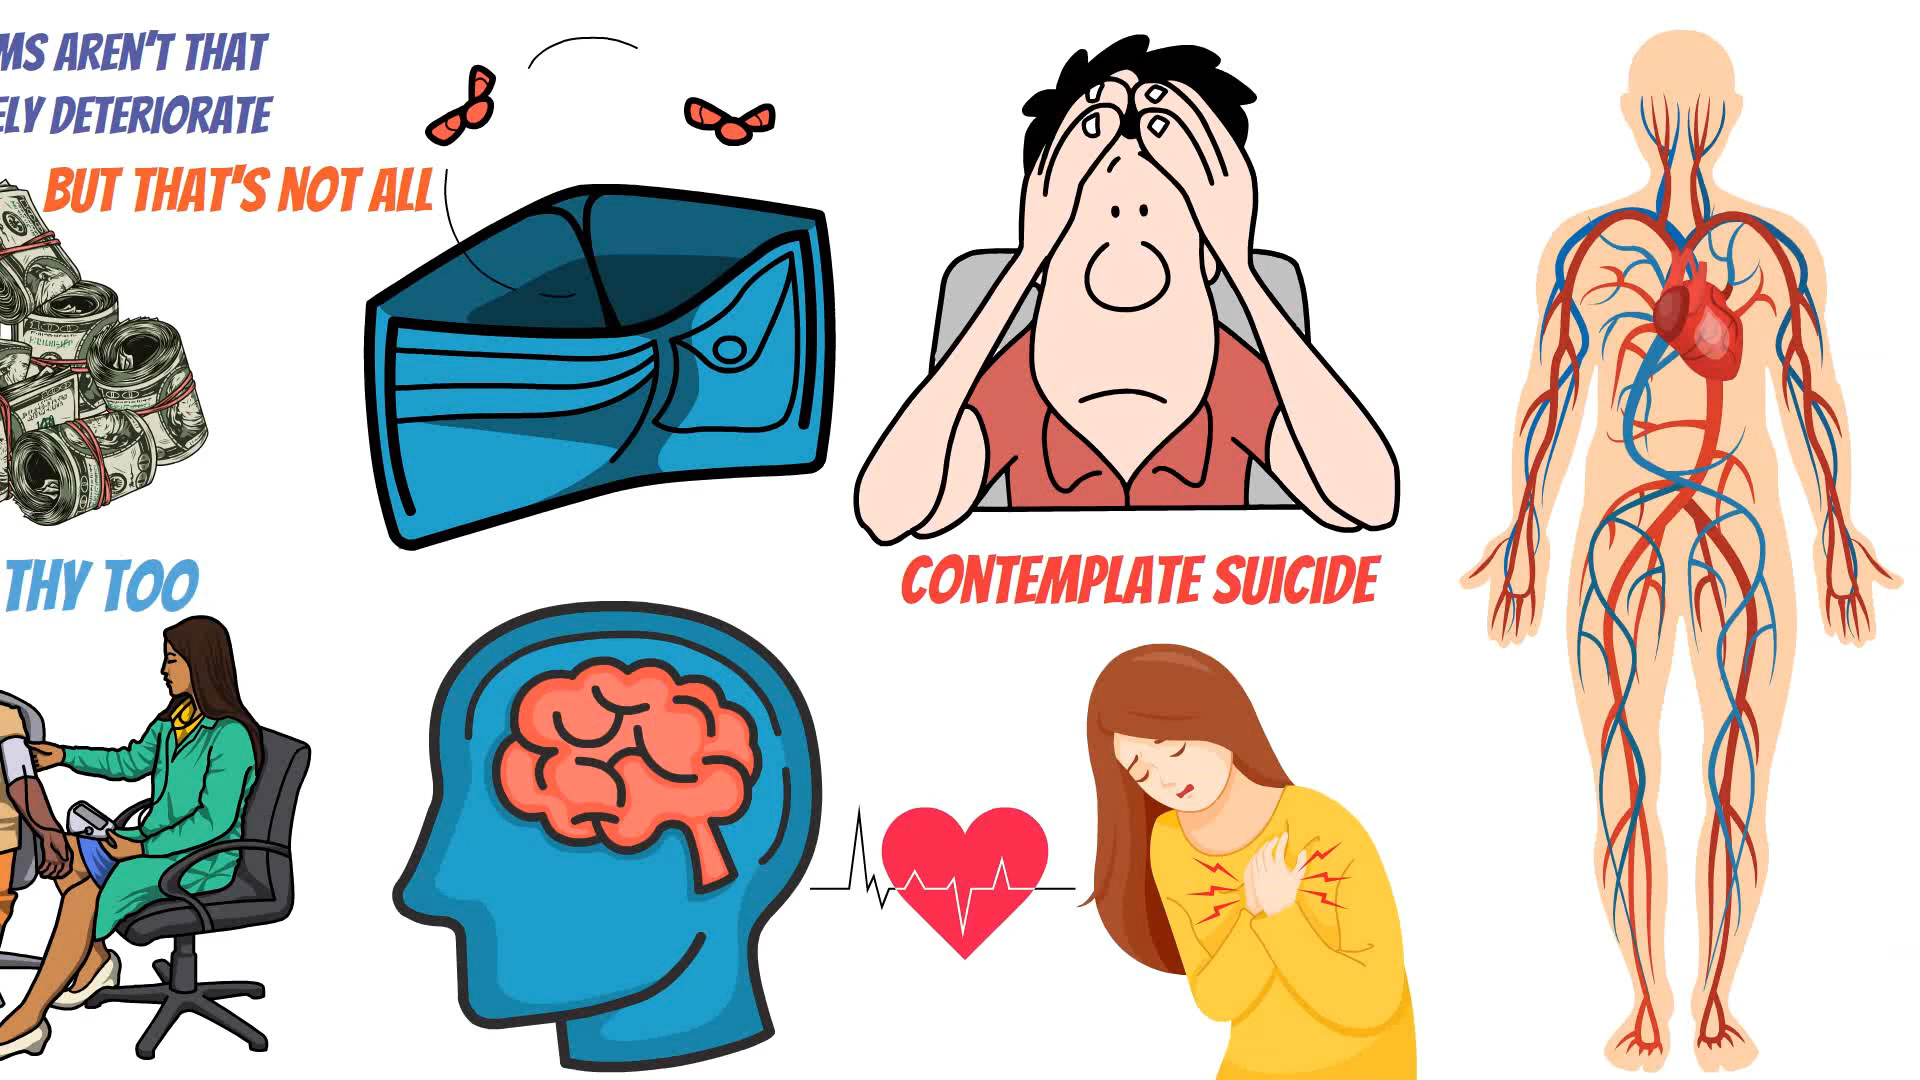 MS AREN'T THAT
ELY DETERIORATE
BUT THAT'S NOT ALL
THY TOO
CONTEMPLATE SUICIDE